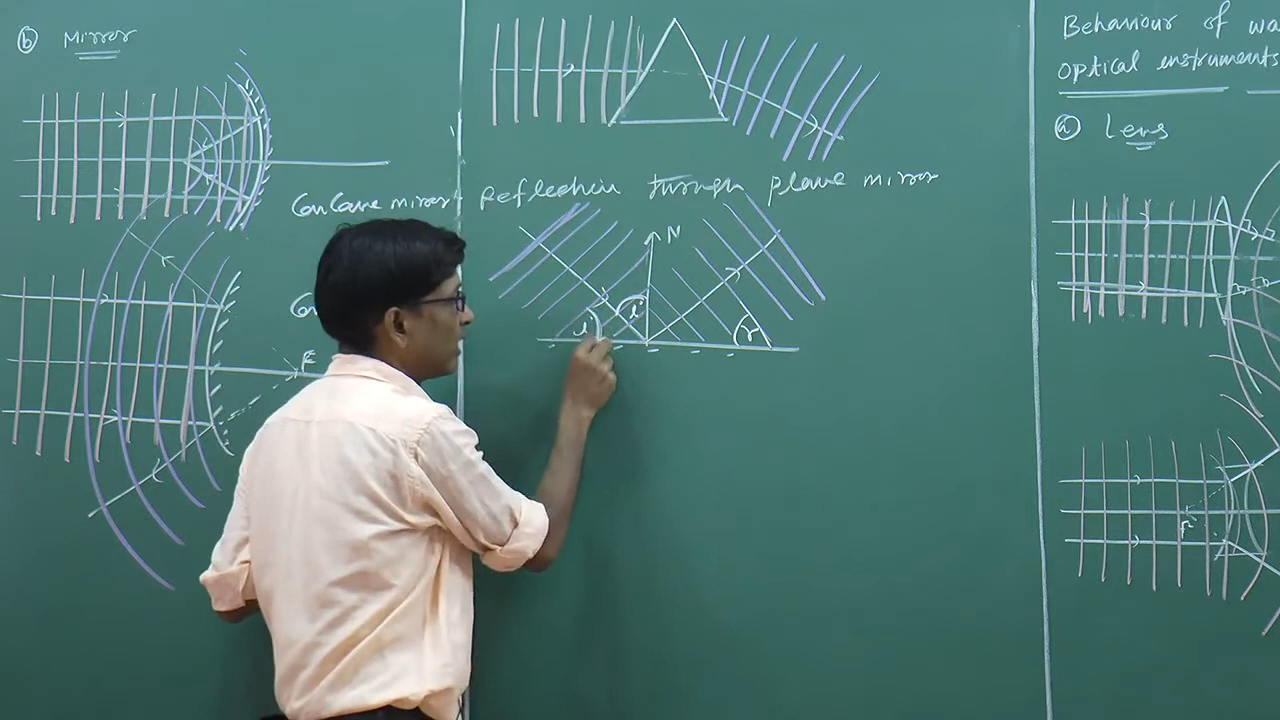 ⓑ Mirror
Concave mirror
F
Reflection through plane mirror
N
i
i
r
Behaviour of wa
Optical instruments
ⓐ Lens
F